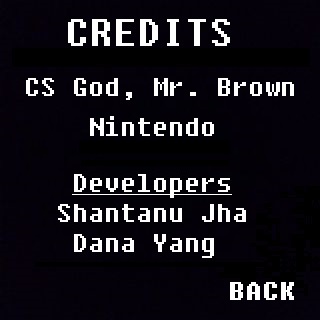 CREDITS
CS God, Mr. Brown
Nintendo
Developers
Shantanu Jha
Dana Yang
BACK